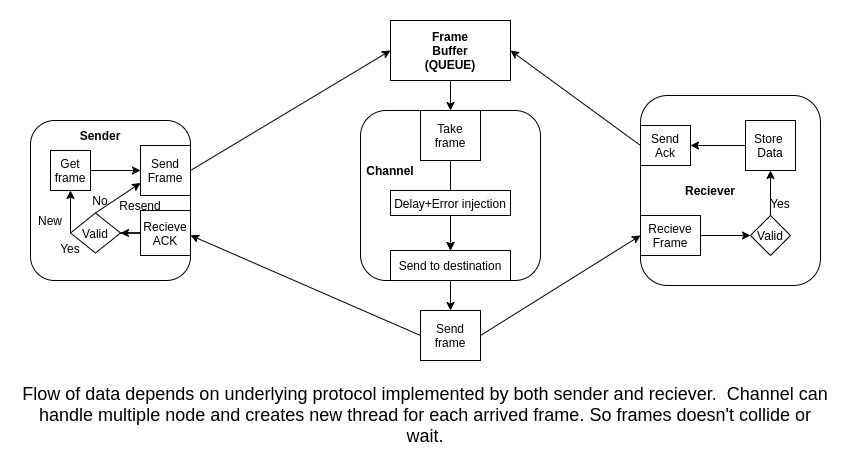 Frame
Buffer
(QUEUE)
Sender
Get
frame
Send
Frame
No
Resend
New
Valid
Yes
Recieve
ACK
Take
frame
Channel
Delay+Error injection
Send to destination
Send
frame
Send
Ack
Store
Data
Reciever
Yes
Recieve
Frame
Valid
Flow of data depends on underlying protocol implemented by both sender and reciever.  Channel can
handle multiple node and creates new thread for each arrived frame. So frames doesn't collide or
wait.